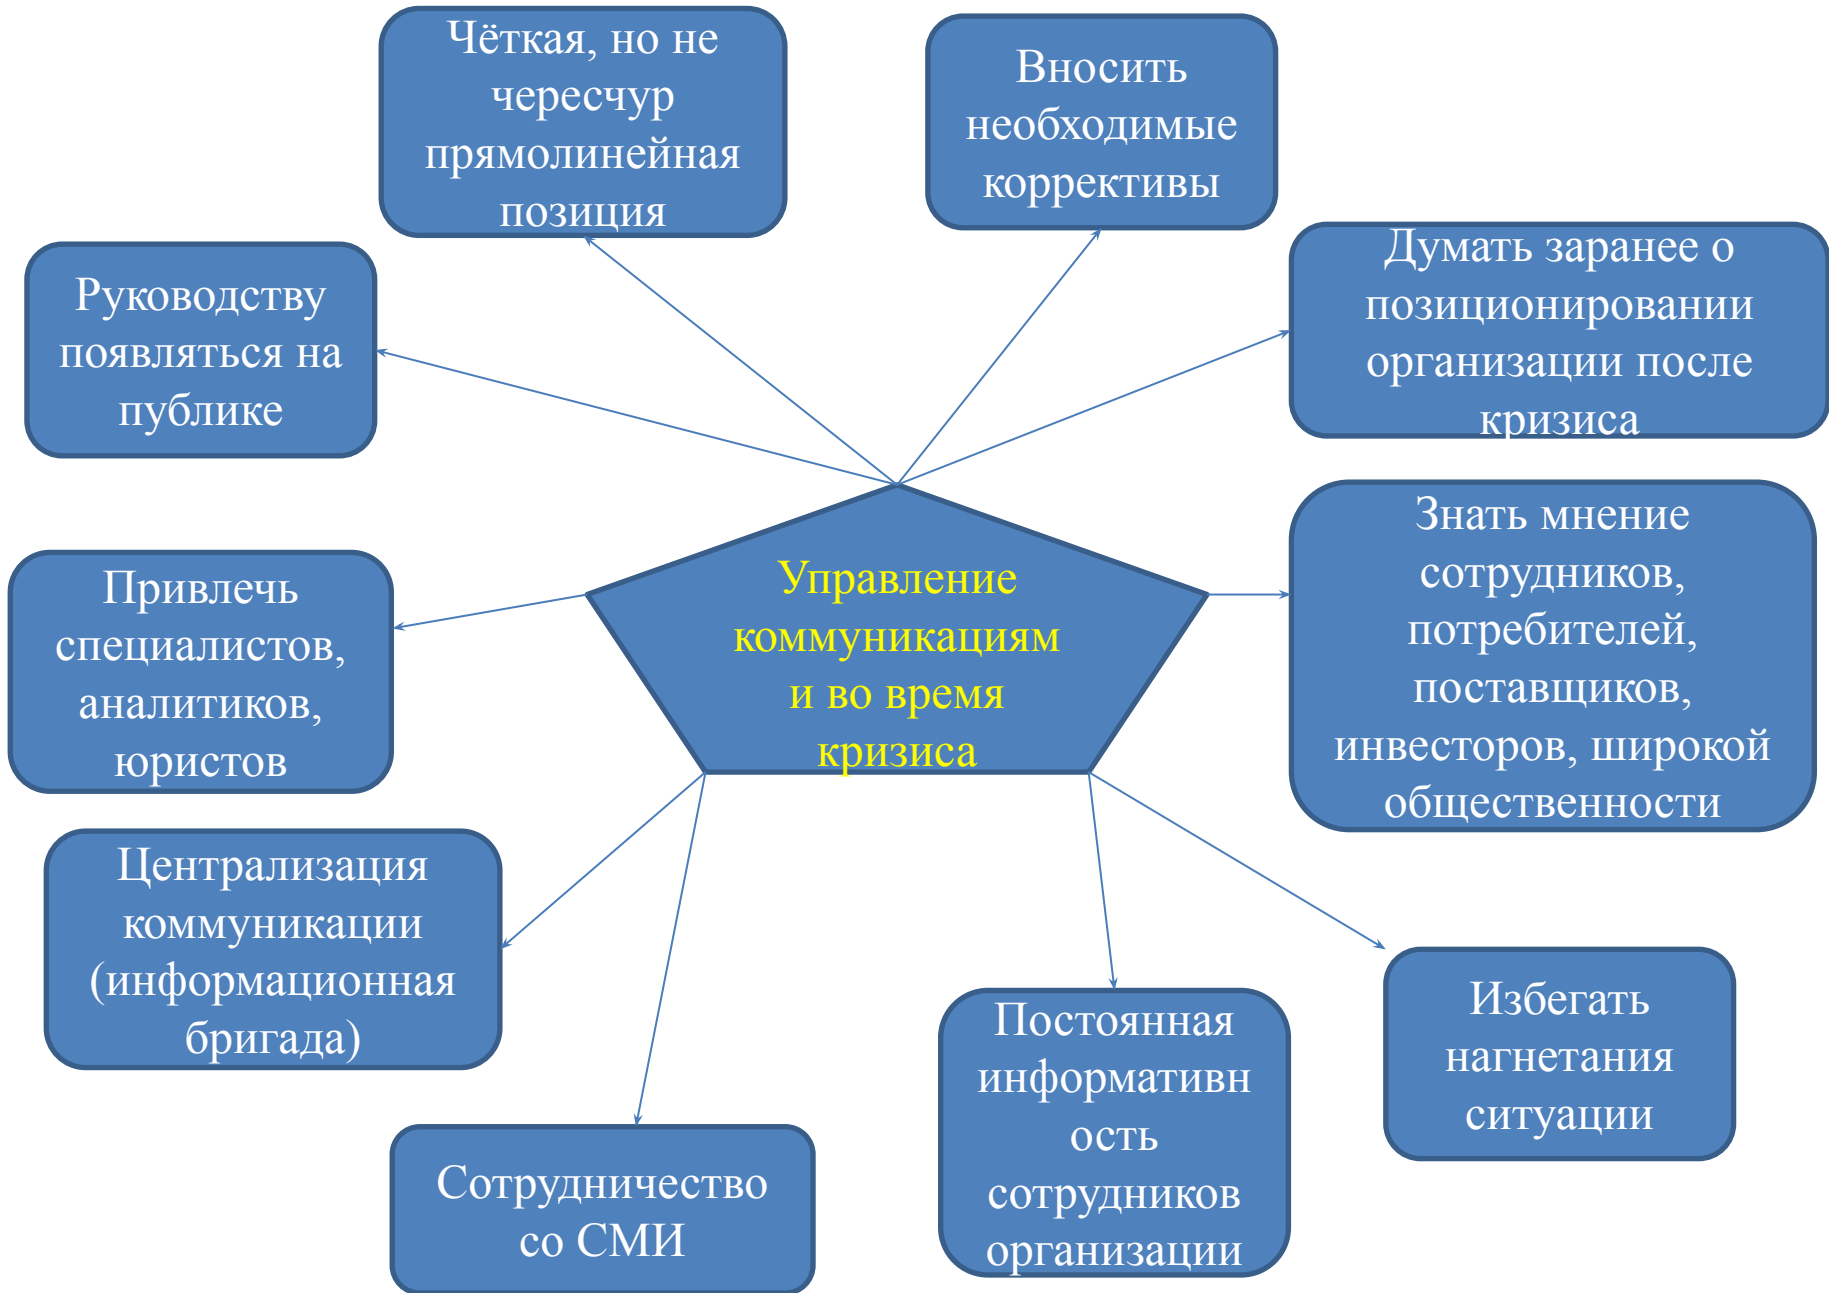 Чёткая, но не
чересчур
прямолинейная
позиция
Вносить
необходимые
коррективы
Руководству
появляться на
публике
Думать заранее о
позиционировании
организации после
кризиса
Управление
коммуникациям
и во время
кризиса
Знать мнение
сотрудников,
потребителей,
поставщиков,
инвесторов, широкой
общественности
Привлечь
специалистов,
аналитиков,
юристов
Централизация
коммуникации
(информационная
бригада)
Сотрудничество
со СМИ
Постоянная
информативн
ость
сотрудников
организации
Избегать
нагнетания
ситуации